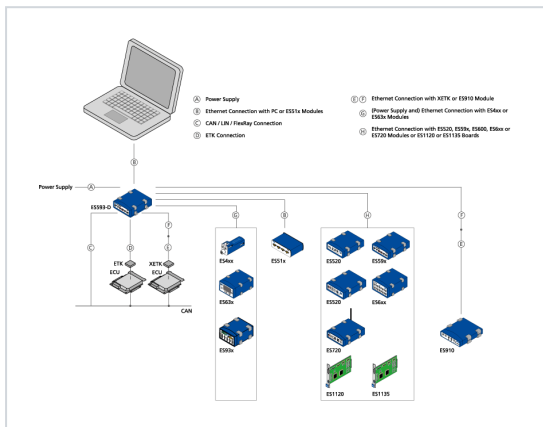 A Power Supply
B Ethernet Connection with PC or ES51x Modules
C CAN / LIN / FlexRay Connection
D ETK Connection
E F Ethernet Connection with XETK or ES910 Module
G (Power Supply and) Ethernet Connection with ES4xx or
ES63x Modules
H Ethernet Connection with ES520, ES59x, ES600, ES6xx or
ES720 Modules or ES1120 or
ES1135 Boards
B
Power Supply
A
ES593-D
G
B
H
F
C
D
F
E
E
ETK
ECU
XETK
ECU
CAN
ES4xx
ES51x
ES520
ES59x
ES63x
ES520
ES6xx
ES93x
ES720
ES910
ES1120
ES1135